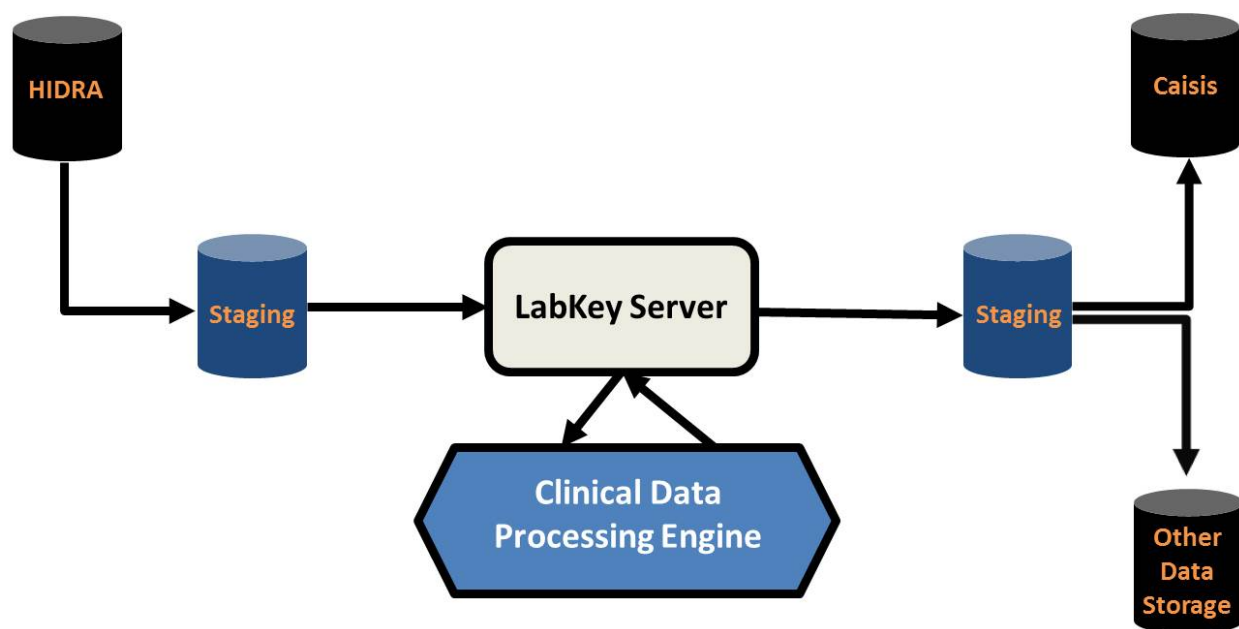 HIDRA
Caisis
Staging
LabKey Server
Staging
Clinical Data
Processing Engine
Other
Data
Storage